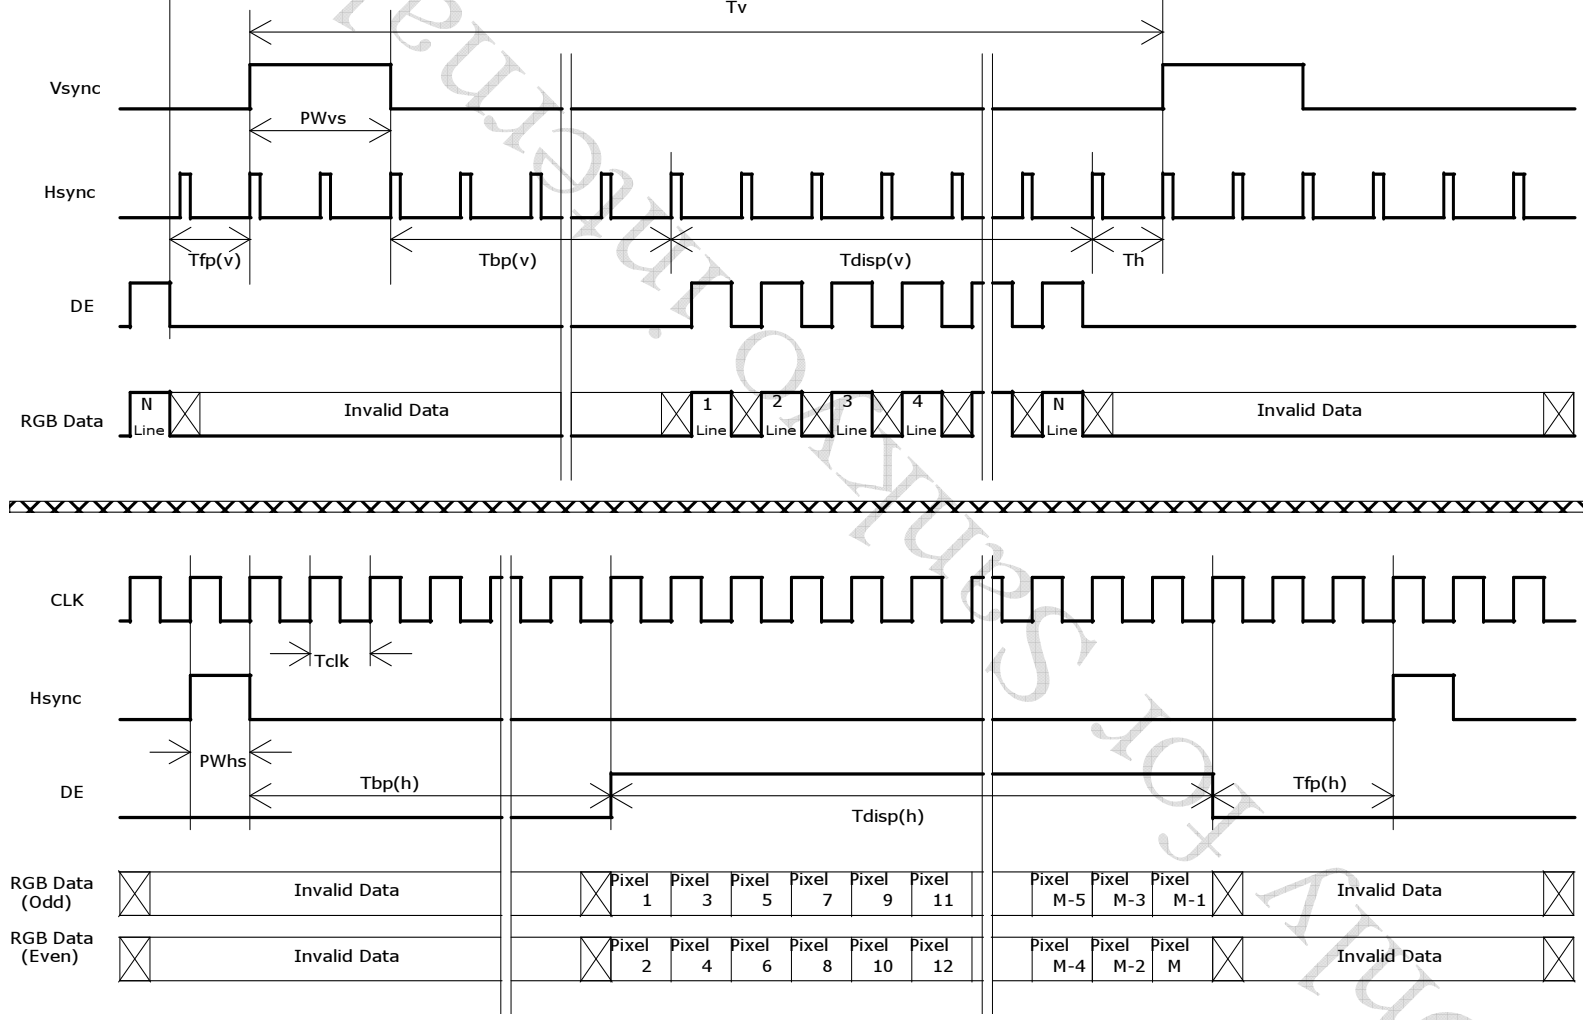 Tv
Vsync
PWvs
Hsync
Tfp(v) Tbp(v) Tdisp(v) Th
DE
RGB Data
N Line Invalid Data 1 Line 2 Line 3 Line 4 Line N Line Invalid Data
CLK
Tclk
Hsync
PWhs
DE
Tbp(h) Tdisp(h) Tfp(h)
RGB Data
(Odd)
Invalid Data Pixel 1 Pixel 3 Pixel 5 Pixel 7 Pixel 9 Pixel 11 Pixel M-5 Pixel M-3 Pixel M-1 Invalid Data
RGB Data
(Even)
Invalid Data Pixel 2 Pixel 4 Pixel 6 Pixel 8 Pixel 10 Pixel 12 Pixel M-4 Pixel M-2 Pixel M Invalid Data
For Sankyo interna